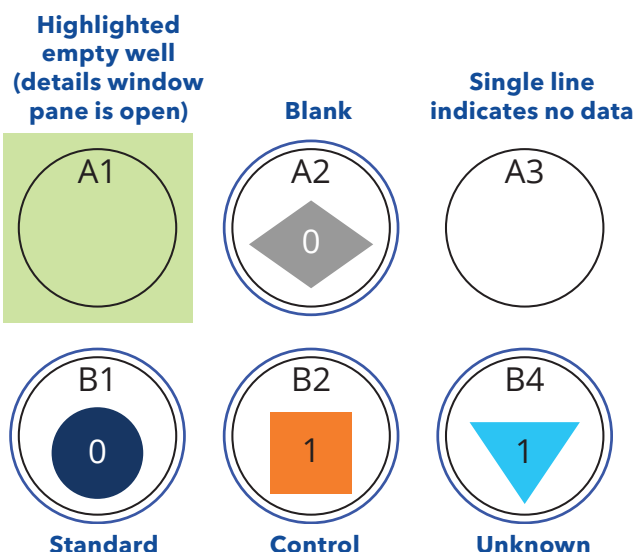 Highlighted
empty well
(details window
pane is open)
Blank
Single line
indicates no data
A1
A2
0
A3
B1
0
B2
1
B4
1
Standard
Control
Unknown